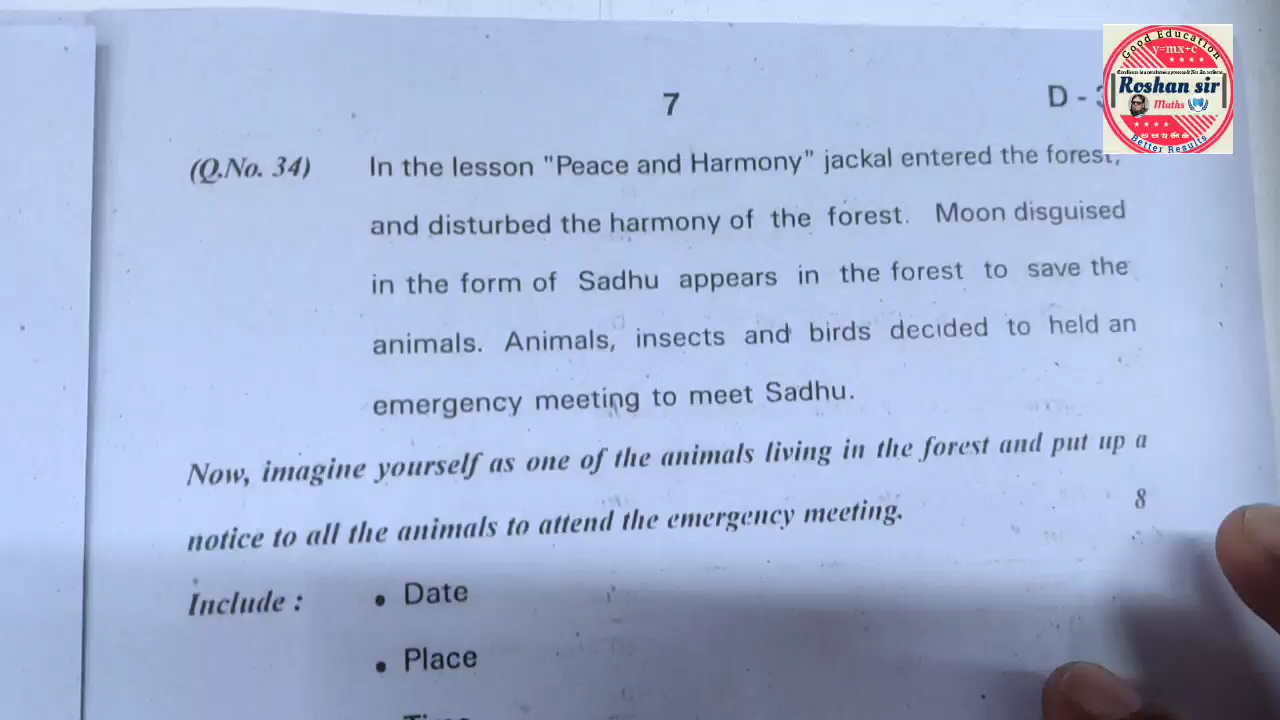 7
D -
Good Education
y=mx+c
Roshan sir
Maths
Better Results
(Q.No. 34) In the lesson "Peace and Harmony" jackal entered the forest,
and disturbed the harmony of the forest. Moon disguised
in the form of Sadhu appears in the forest to save the
animals. Animals, insects and birds decided to held an
emergency meeting to meet Sadhu.
Now, imagine yourself as one of the animals living in the forest and put up a
notice to all the animals to attend the emergency meeting. 8
Include : • Date
• Place